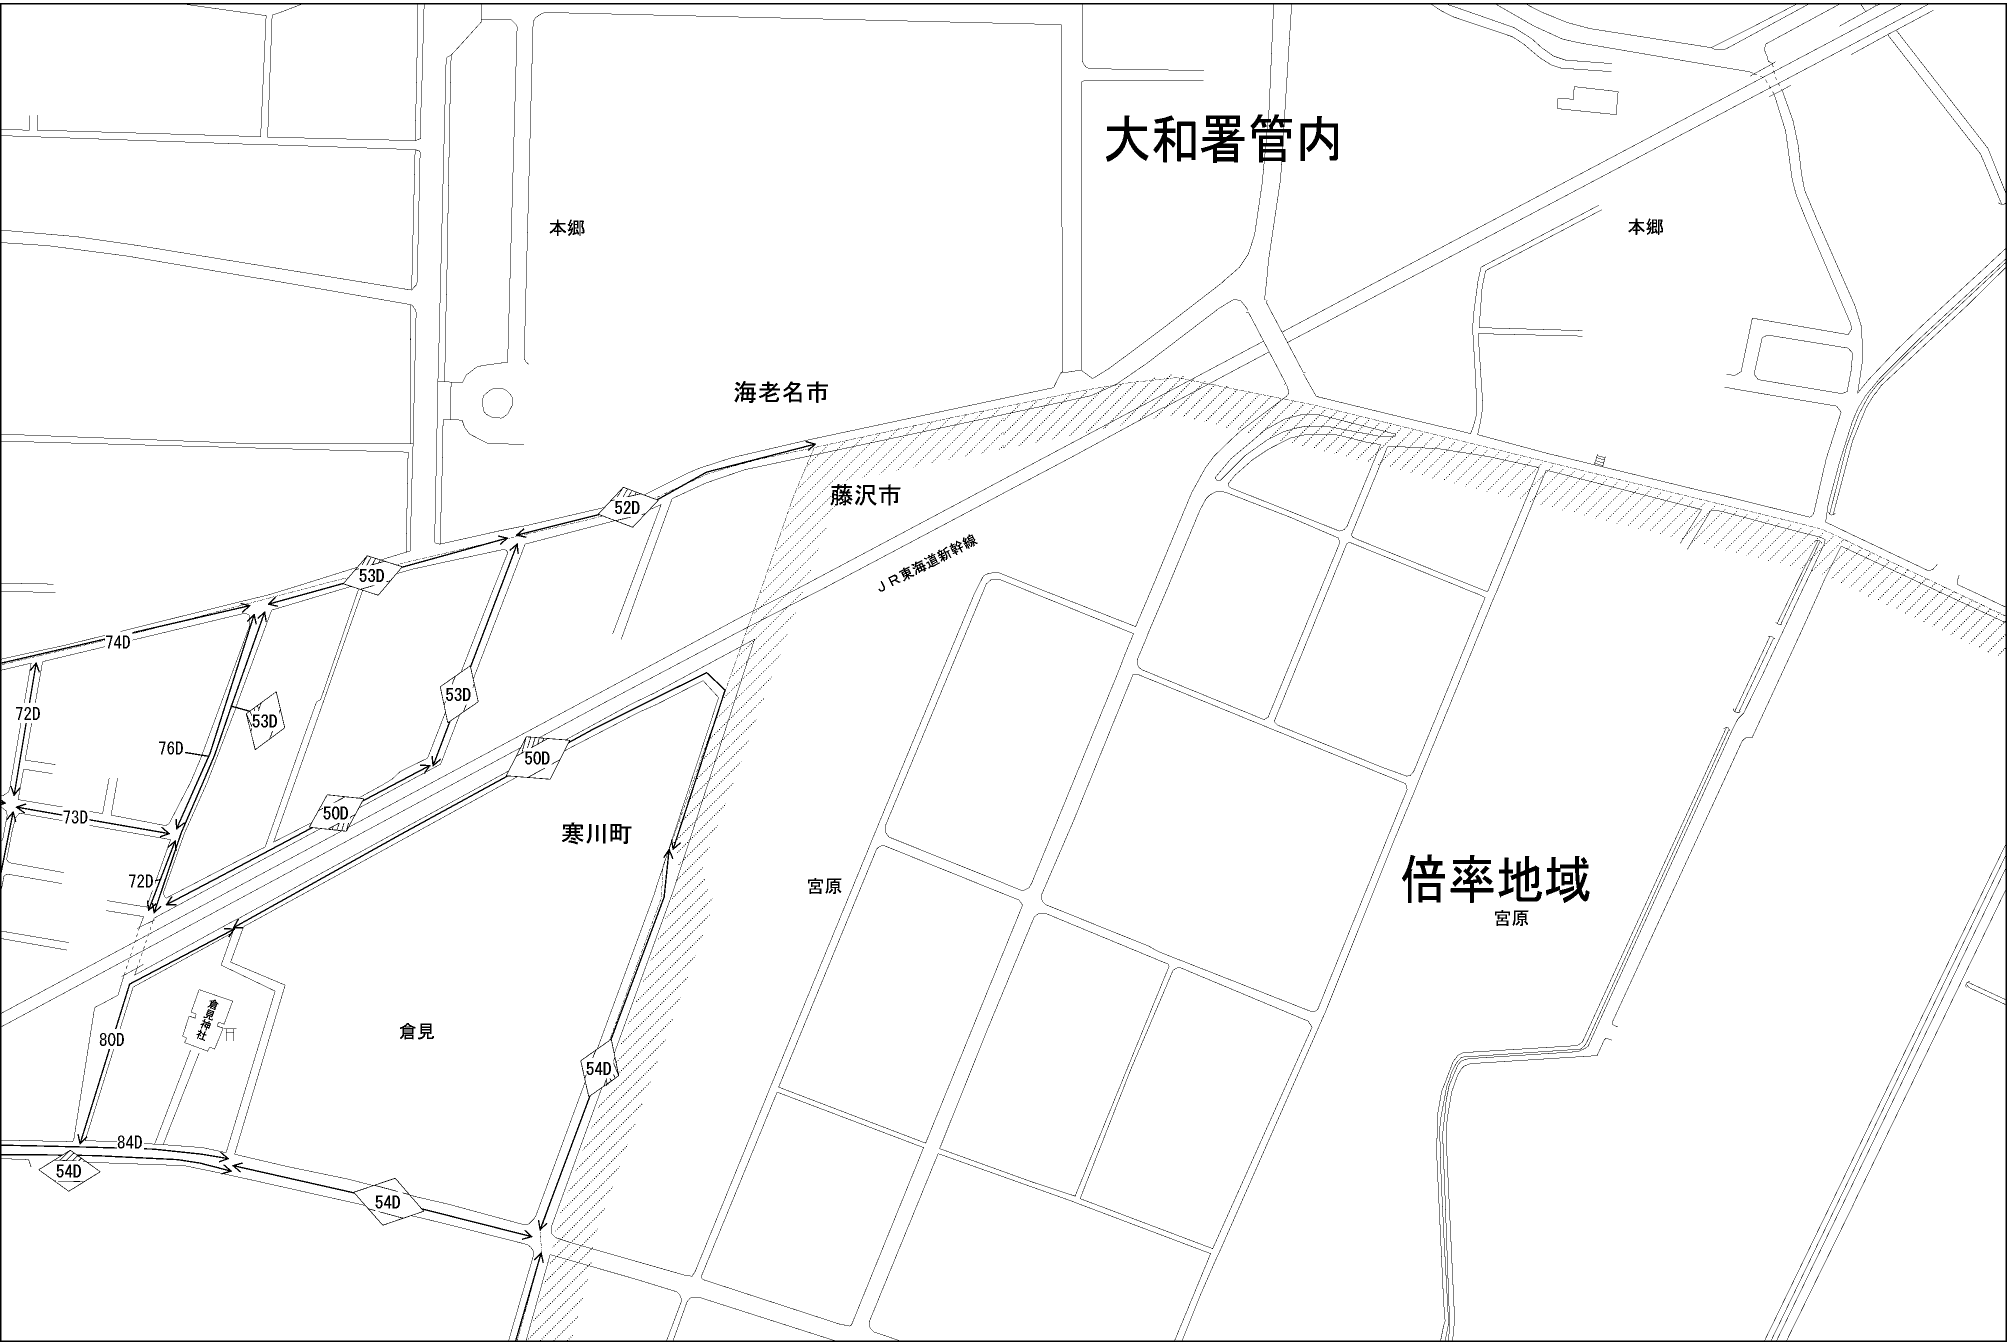 大和署管内
本郷
本郷
海老名市
藤沢市
52D
JR東海道新幹線
53D
74D
53D
72D
53D
76D
50D
50D
73D
寒川町
72D
宮原
倍率地域
宮原
倉見神社
倉見
80D
54D
84D
54D
54D